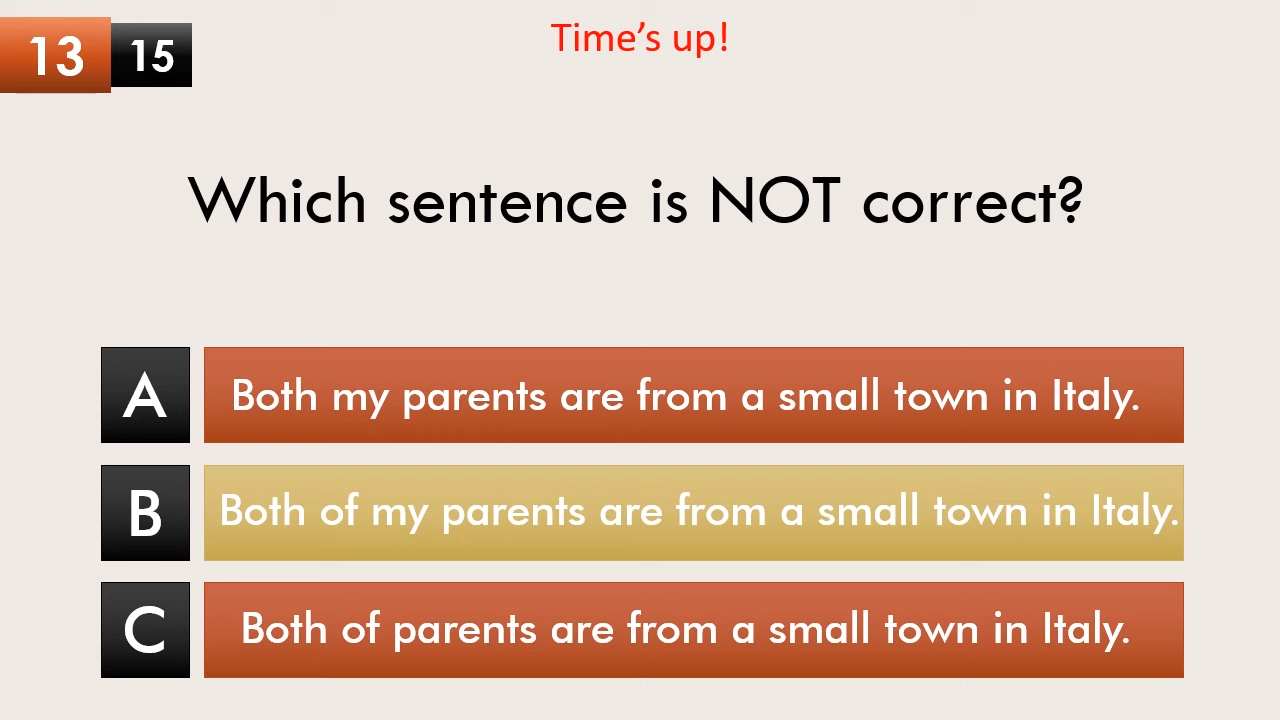 13 15
Time’s up!
Which sentence is NOT correct?
A Both my parents are from a small town in Italy.
B Both of my parents are from a small town in Italy.
C Both of parents are from a small town in Italy.